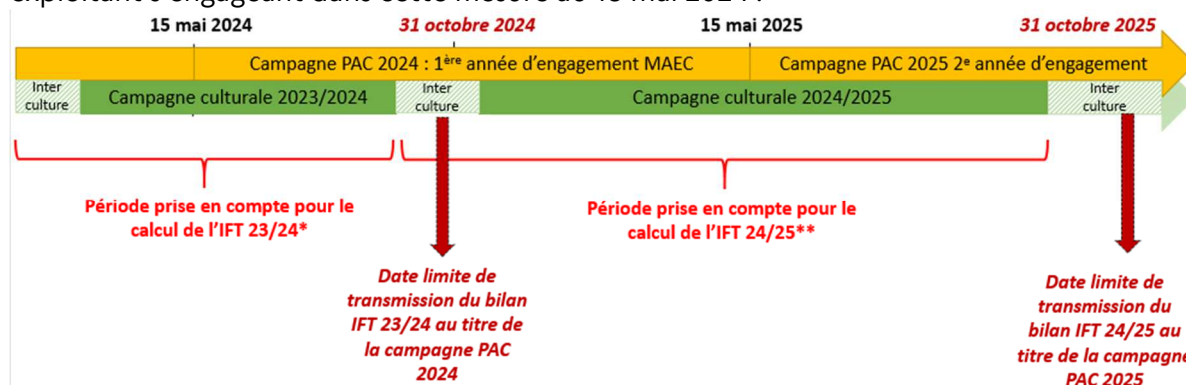 15 mai 2024
31 octobre 2024
15 mai 2025
31 octobre 2025
Campagne PAC 2024 : 1ère année d'engagement MAEC
Campagne PAC 2025 2e année d'engagement
Inter
culture
Campagne culturale 2023/2024
Inter
culture
Campagne culturale 2024/2025
Inter
culture
Période prise en compte pour le
calcul de l'IFT 23/24*
Période prise en compte pour le
calcul de l'IFT 24/25**
Date limite de
transmission du bilan
IFT 23/24 au titre de
la campagne PAC
2024
Date limite de
transmission du
bilan IFT 24/25 au
titre de la campagne
PAC 2025